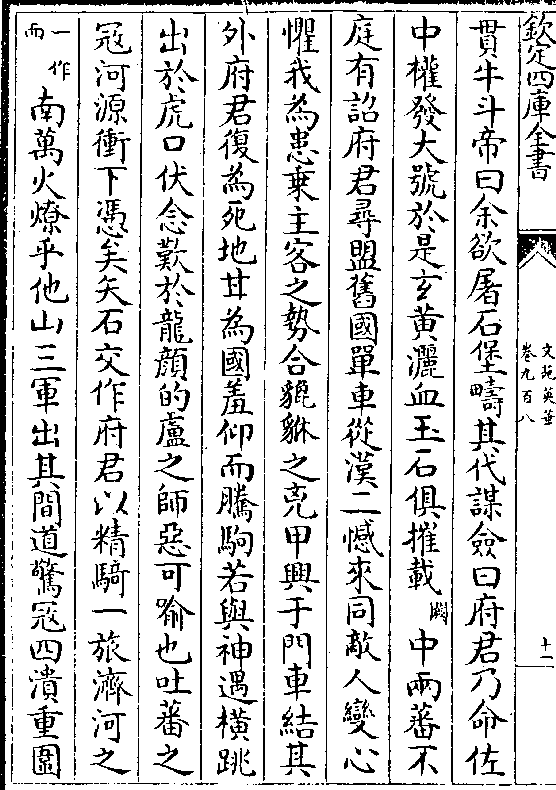 欽定四庫全書
文苑英華
卷九百八
十一
貫牛斗帝曰余欲屠石堡疇其代謀僉曰府君乃命佐
中權發大號於是玄黄灑血玉石俱摧載闕中兩蕃不
庭有詔府君尋盟舊國單車從漢二憾來同敵人變心
懼我為患乗主客之勢合貔貅之兇甲興于門車結其
外府君復為死地甘為國羞仰而騰駒若與神遇横跳
出於虎口伏念歎於龍顔的盧之師惡可踰也吐蕃之
冦河源衝下憑矣矢石交作府君以精騎一旅濟河之
一作而南萬火燎乎他山三軍出其間道驚冦四潰重圍